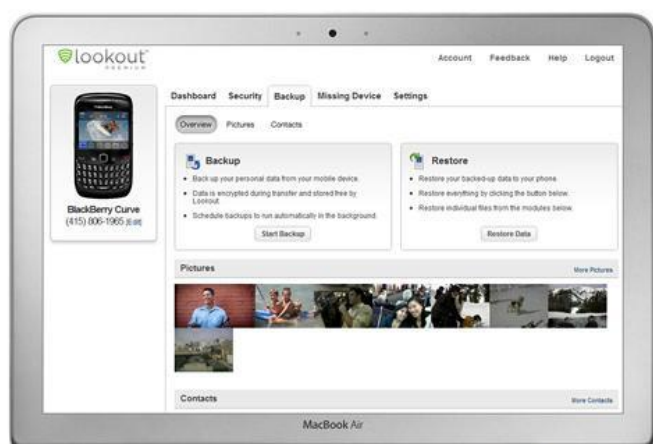 lookout
PREMIUM
Account Feedback Help Logout
Dashboard Security Backup Missing Device Settings
Overview Pictures Contacts
BlackBerry Curve
(415) 806-1965 [Edit]
Backup
Back up your personal data from your mobile device.
Data is encrypted during transfer and stored free by
Lookout.
Schedule backups to run automatically in the background.
Start Backup
Restore
Restore your backed-up data to your phone.
Restore everything by clicking the button below.
Restore individual files from the modules below.
Restore Data
Pictures More Pictures
Contacts More Contacts
MacBook Air